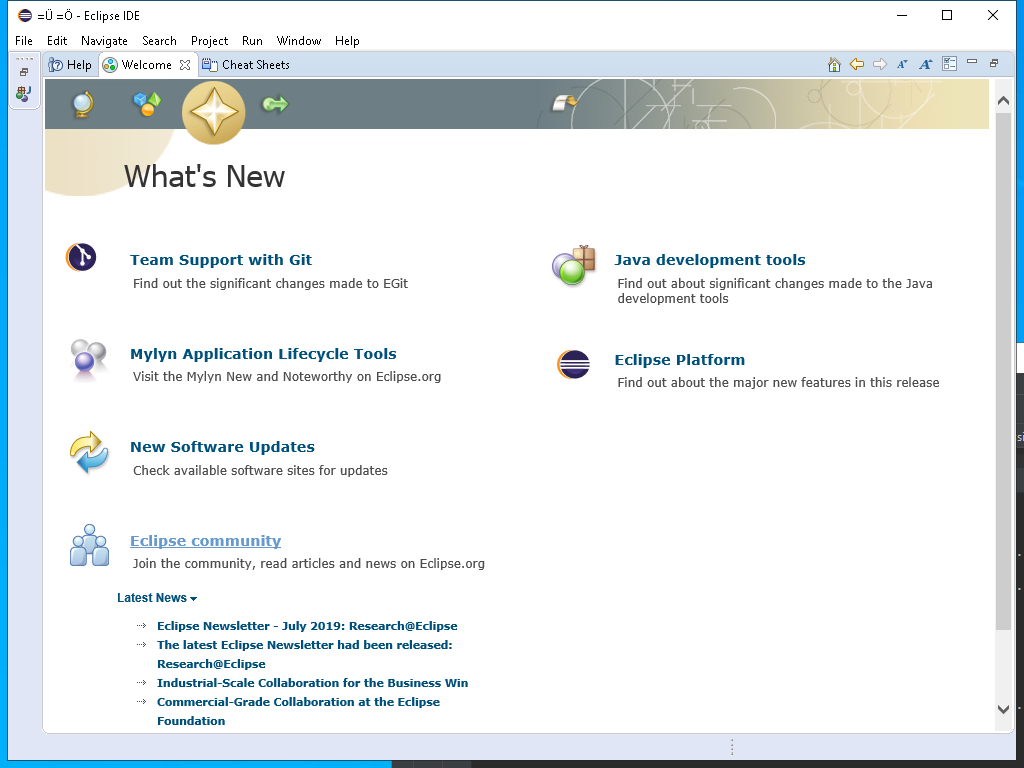 =Ü =Ö - Eclipse IDE
File Edit Navigate Search Project Run Window Help
Help Welcome Cheat Sheets
What's New
Team Support with Git
Find out the significant changes made to EGit
Java development tools
Find out about significant changes made to the Java
development tools
Mylyn Application Lifecycle Tools
Visit the Mylyn New and Noteworthy on Eclipse.org
Eclipse Platform
Find out about the major new features in this release
New Software Updates
Check available software sites for updates
Eclipse community
Join the community, read articles and news on Eclipse.org
Latest News
Eclipse Newsletter - July 2019: Research@Eclipse
The latest Eclipse Newsletter had been released:
Research@Eclipse
Industrial-Scale Collaboration for the Business Win
Commercial-Grade Collaboration at the Eclipse
Foundation